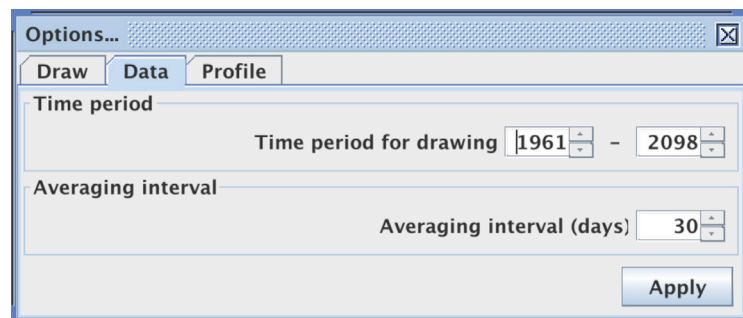 Options...
Draw Data Profile
Time period
Time period for drawing 1961 - 2098
Averaging interval
Averaging interval (days) 30
Apply